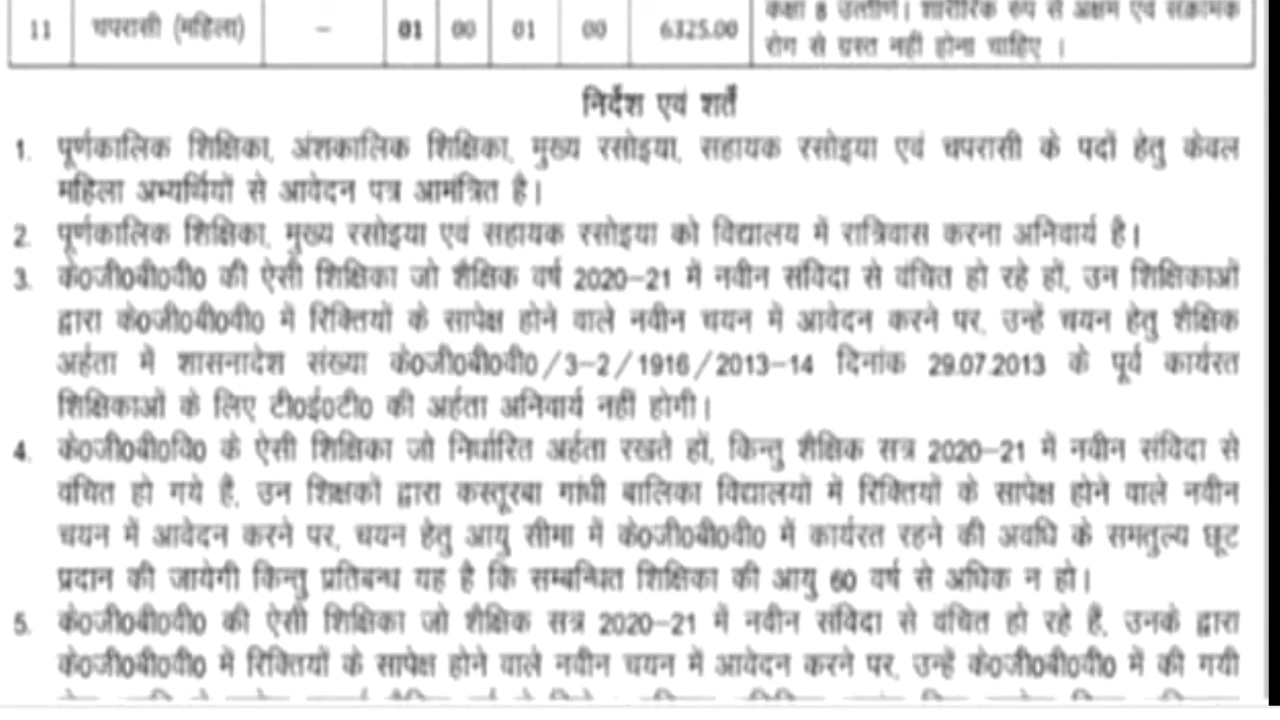 कक्षा 8 उत्तीर्ण। शारीरिक रूप से अक्षम एवं संक्रामक
11 चपरासी (महिला) – 01 00 01 00 6325.00
रोग से ग्रस्त नही होना चाहिए ।
निर्देश एवं शर्तें
1. पूर्णकालिक शिक्षिका, अंशकालिक शिक्षिका, मुख्य रसोइया, सहायक रसोइया एवं चपरासी के पदों हेतु केवल
महिला अभ्यर्थियों से आवेदन पत्र आमंत्रित है।
2. पूर्णकालिक शिक्षिका, मुख्य रसोइया एवं सहायक रसोइया को विद्यालय में रात्रिवास करना अनिवार्य है।
3. के0जी0बी0वी0 की ऐसी शिक्षिका जो शैक्षिक वर्ष 2020–21 में नवीन संविदा से वंचित हो रहे हों, उन शिक्षिकाओं
द्वारा के0जी0बी0वी0 में रिक्तियों के सापेक्ष होने वाले नवीन चयन में आवेदन करने पर, उन्हें चयन हेतु शैक्षिक
अर्हता में शासनादेश संख्या के0जी0बी0वी0/3–2/1916/2013–14 दिनांक 29.07.2013 के पूर्व कार्यरत
शिक्षिकाओं के लिए टी0ई0टी0 की अर्हता अनिवार्य नहीं होगी।
4. के0जी0बी0वि0 के ऐसी शिक्षिका जो निर्धारित अर्हता रखते हों, किन्तु शैक्षिक सत्र 2020–21 में नवीन संविदा से
वंचित हो गये है, उन शिक्षकों द्वारा कस्तूरबा गांधी बालिका विद्यालयों में रिक्तियों के सापेक्ष होने वाले नवीन
चयन में आवेदन करने पर, चयन हेतु आयु सीमा में के0जी0बी0वी0 में कार्यरत रहने की अवधि के समतुल्य छूट
प्रदान की जायेगी किन्तु प्रतिबन्ध यह है कि सम्बन्धित शिक्षिका की आयु 60 वर्ष से अधिक न हो।
5. के0जी0बी0वी0 की ऐसी शिक्षिका जो शैक्षिक सत्र 2020–21 में नवीन संविदा से वंचित हो रहे है, उनके द्वारा
के0जी0बी0वी0 में रिक्तियों के सापेक्ष होने वाले नवीन चयन में आवेदन करने पर, उन्हें के0जी0बी0वी0 में की गयी